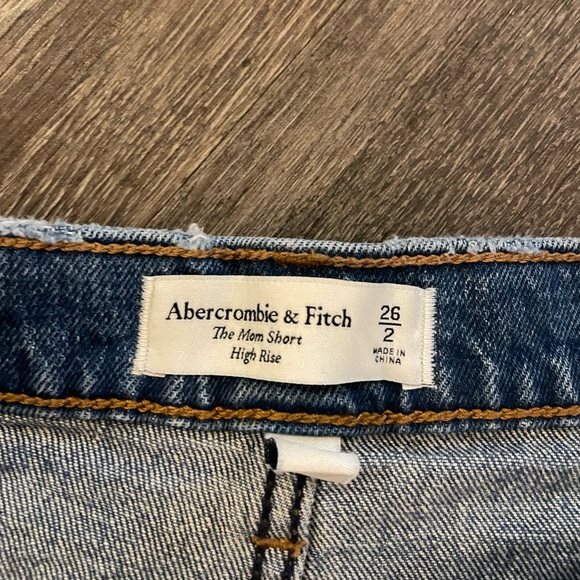 Abercrombie & Fitch
The Mom Short
High Rise
26
2
MADE IN
CHINA